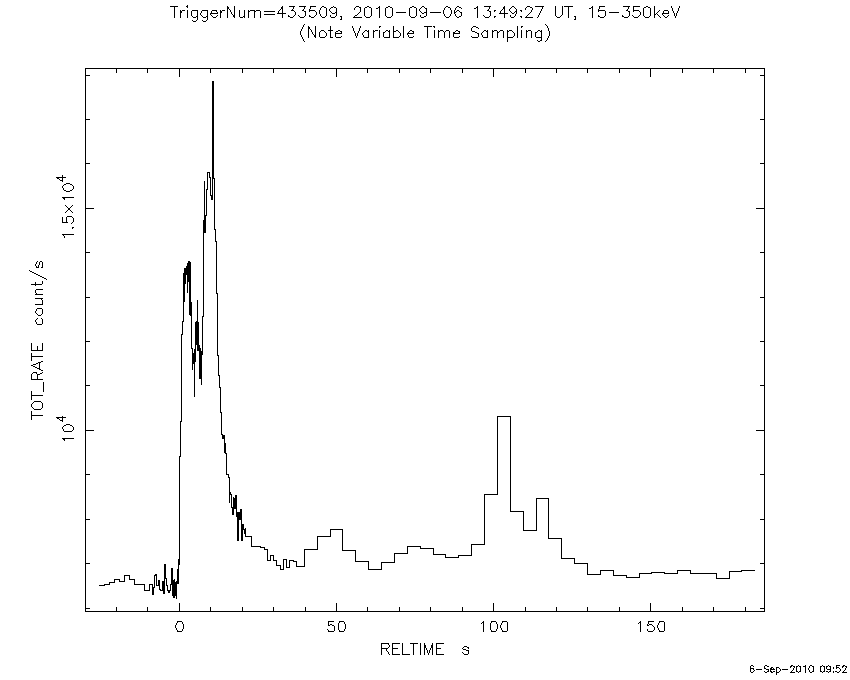 TriggerNum=433509, 2010-09-06 13:49:27 UT, 15-350keV
(Note Variable Time Sampling)
1.5×10⁴
10⁴
TOT_RATE count/s
0 50 100 150
RELTIME s
6-Sep-2010 09:52